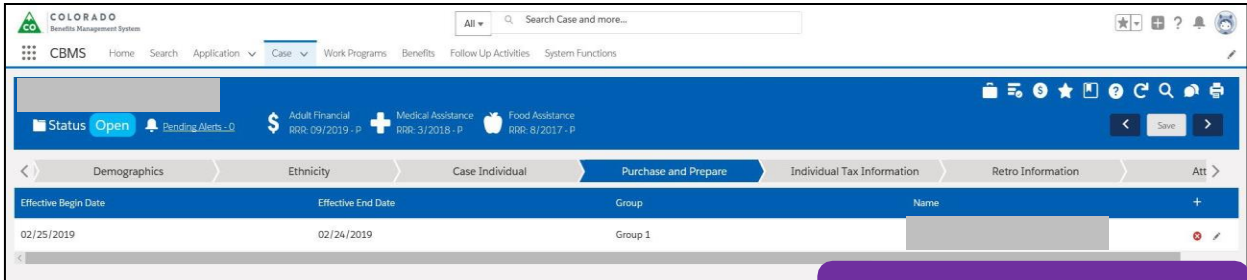 COLORADO
Benefits Management System
All
Search Case and more...
CBMS Home Search Application Case Work Programs Benefits Follow Up Activities System Functions
Status Open Pending Alerts - 0
Adult Financial
RRR: 09/2019 - P
Medical Assistance
RRR: 3/2018 - P
Food Assistance
RRR: 8/2017 - P
Save
Demographics Ethnicity Case Individual Purchase and Prepare Individual Tax Information Retro Information Att
Effective Begin Date Effective End Date Group Name +
02/25/2019 02/24/2019 Group 1